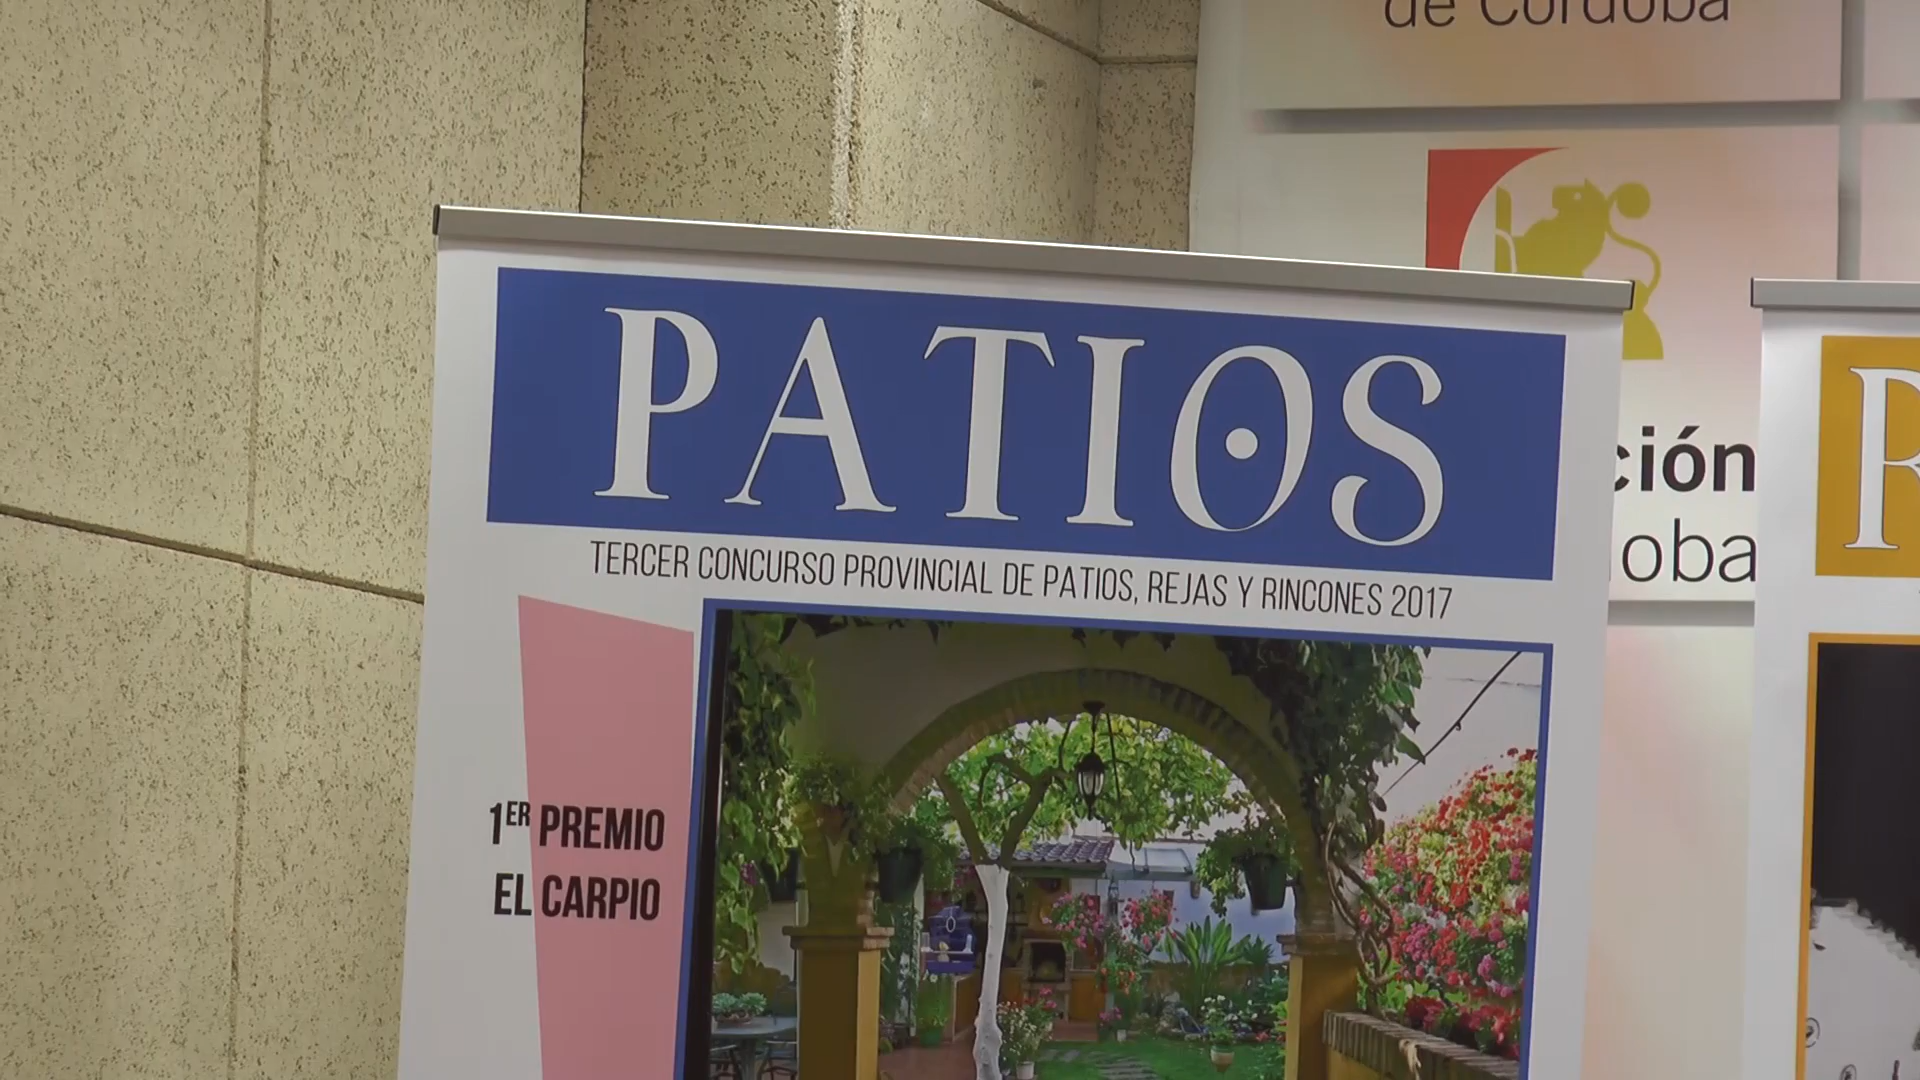 de Córdoba
PATIOS
TERCER CONCURSO PROVINCIAL DE PATIOS, REJAS Y RINCONES 2017
1ER PREMIO
EL CARPIO
ción
oba
R